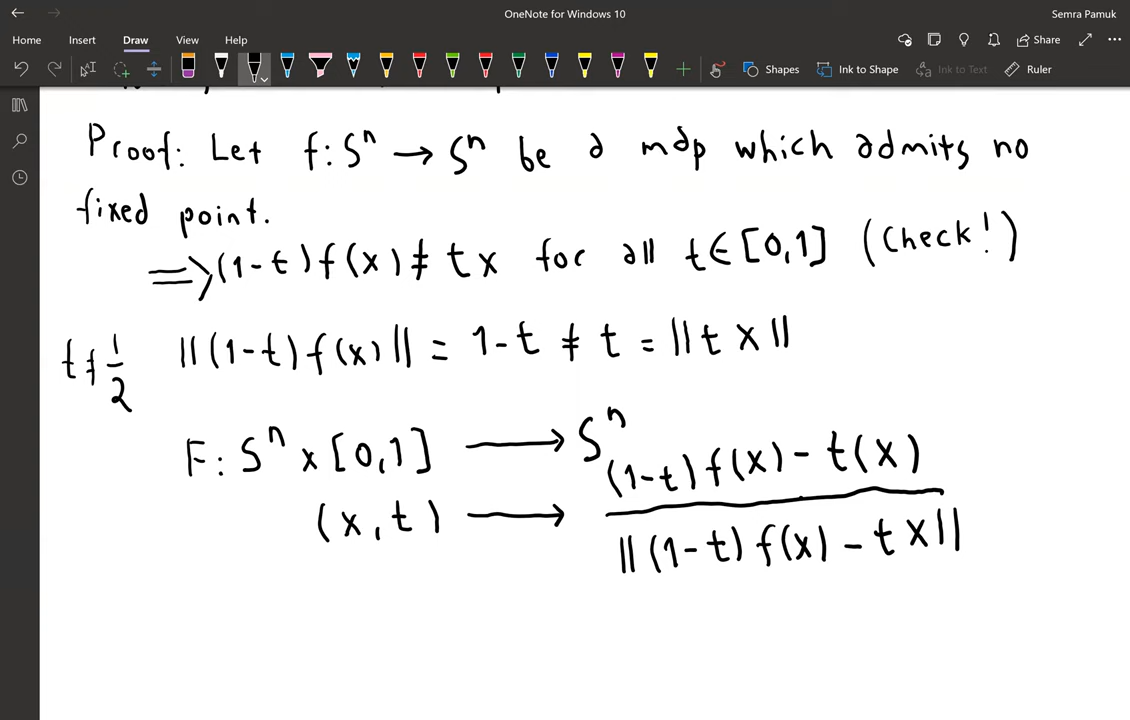 OneNote for Windows 10
Semra Pamuk
Home Insert Draw View Help
Share
Shapes Ink to Shape Ink to Text Ruler
Proof: Let f: Sⁿ → Sⁿ be a map which admits no
fixed point.
⟹ (1-t)f(x) ≠ tx for all t∈[0,1] (Check!)
t≠1/2 ||(1-t)f(x)|| = 1-t ≠ t = ||tx||
F: Sⁿ x [0,1] ⟶ Sⁿ
(x,t) ⟶ (1-t)f(x) - t(x)
||(1-t)f(x) - tx||